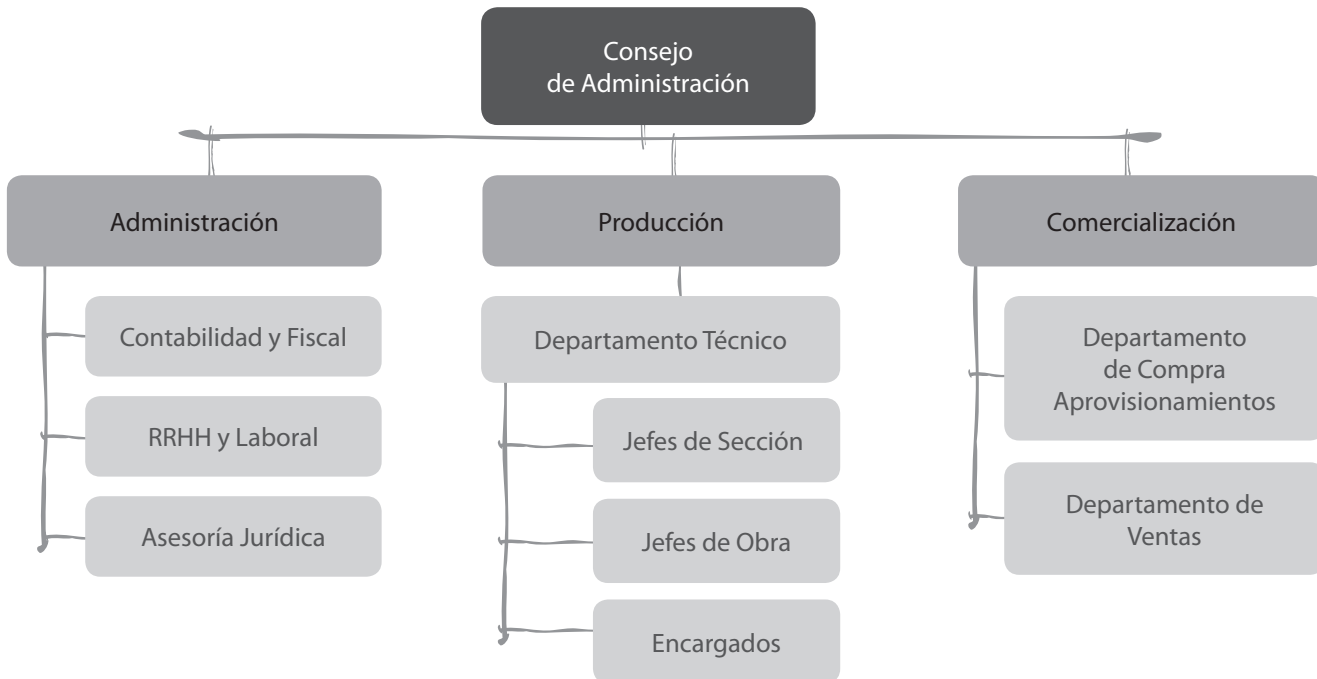 Consejo
de Administración
Administración
Contabilidad y Fiscal
RRHH y Laboral
Asesoría Jurídica
Producción
Departamento Técnico
Jefes de Sección
Jefes de Obra
Encargados
Comercialización
Departamento
de Compra
Aprovisionamientos
Departamento de
Ventas